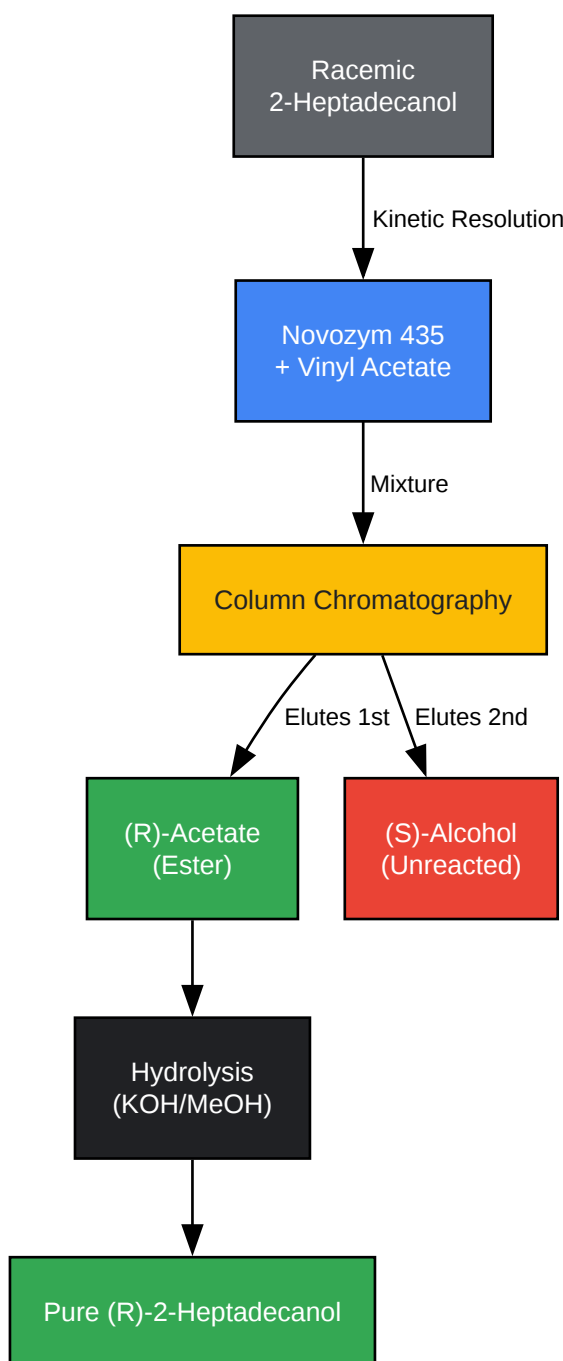 Racemic
2-Heptadecanol
Kinetic Resolution
Novozym 435
+ Vinyl Acetate
Mixture
Column Chromatography
Elutes 1st
Elutes 2nd
(R)-Acetate
(Ester)
(S)-Alcohol
(Unreacted)
Hydrolysis
(KOH/MeOH)
Pure (R)-2-Heptadecanol